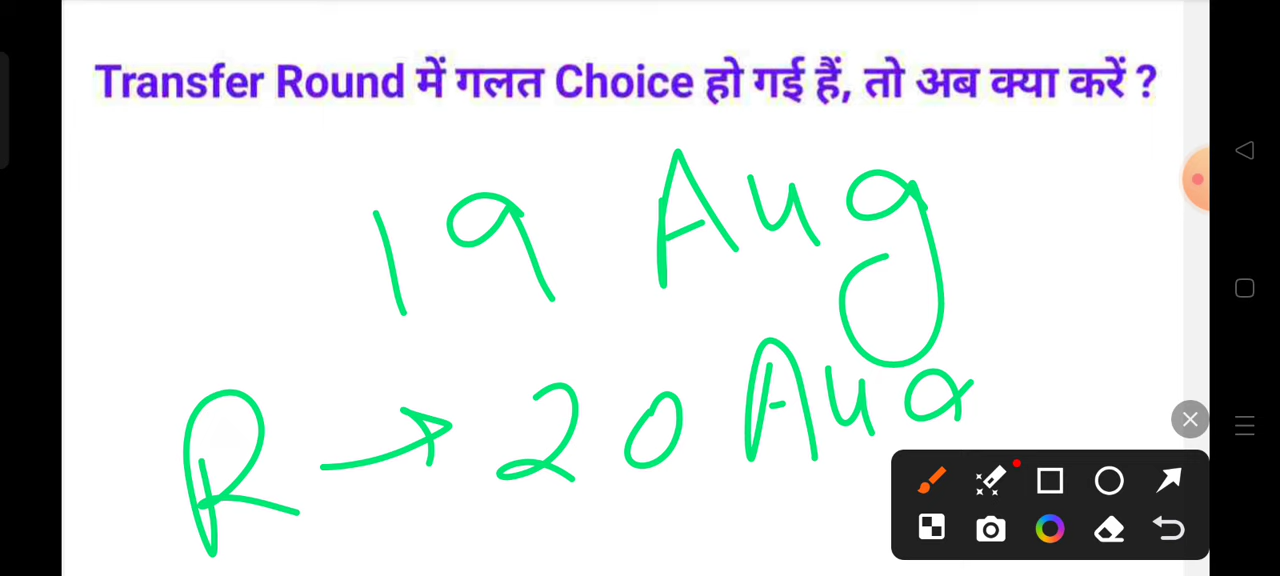 Transfer Round में गलत Choice हो गई हैं, तो अब क्या करें ?
19 Aug
R → 20 Aug